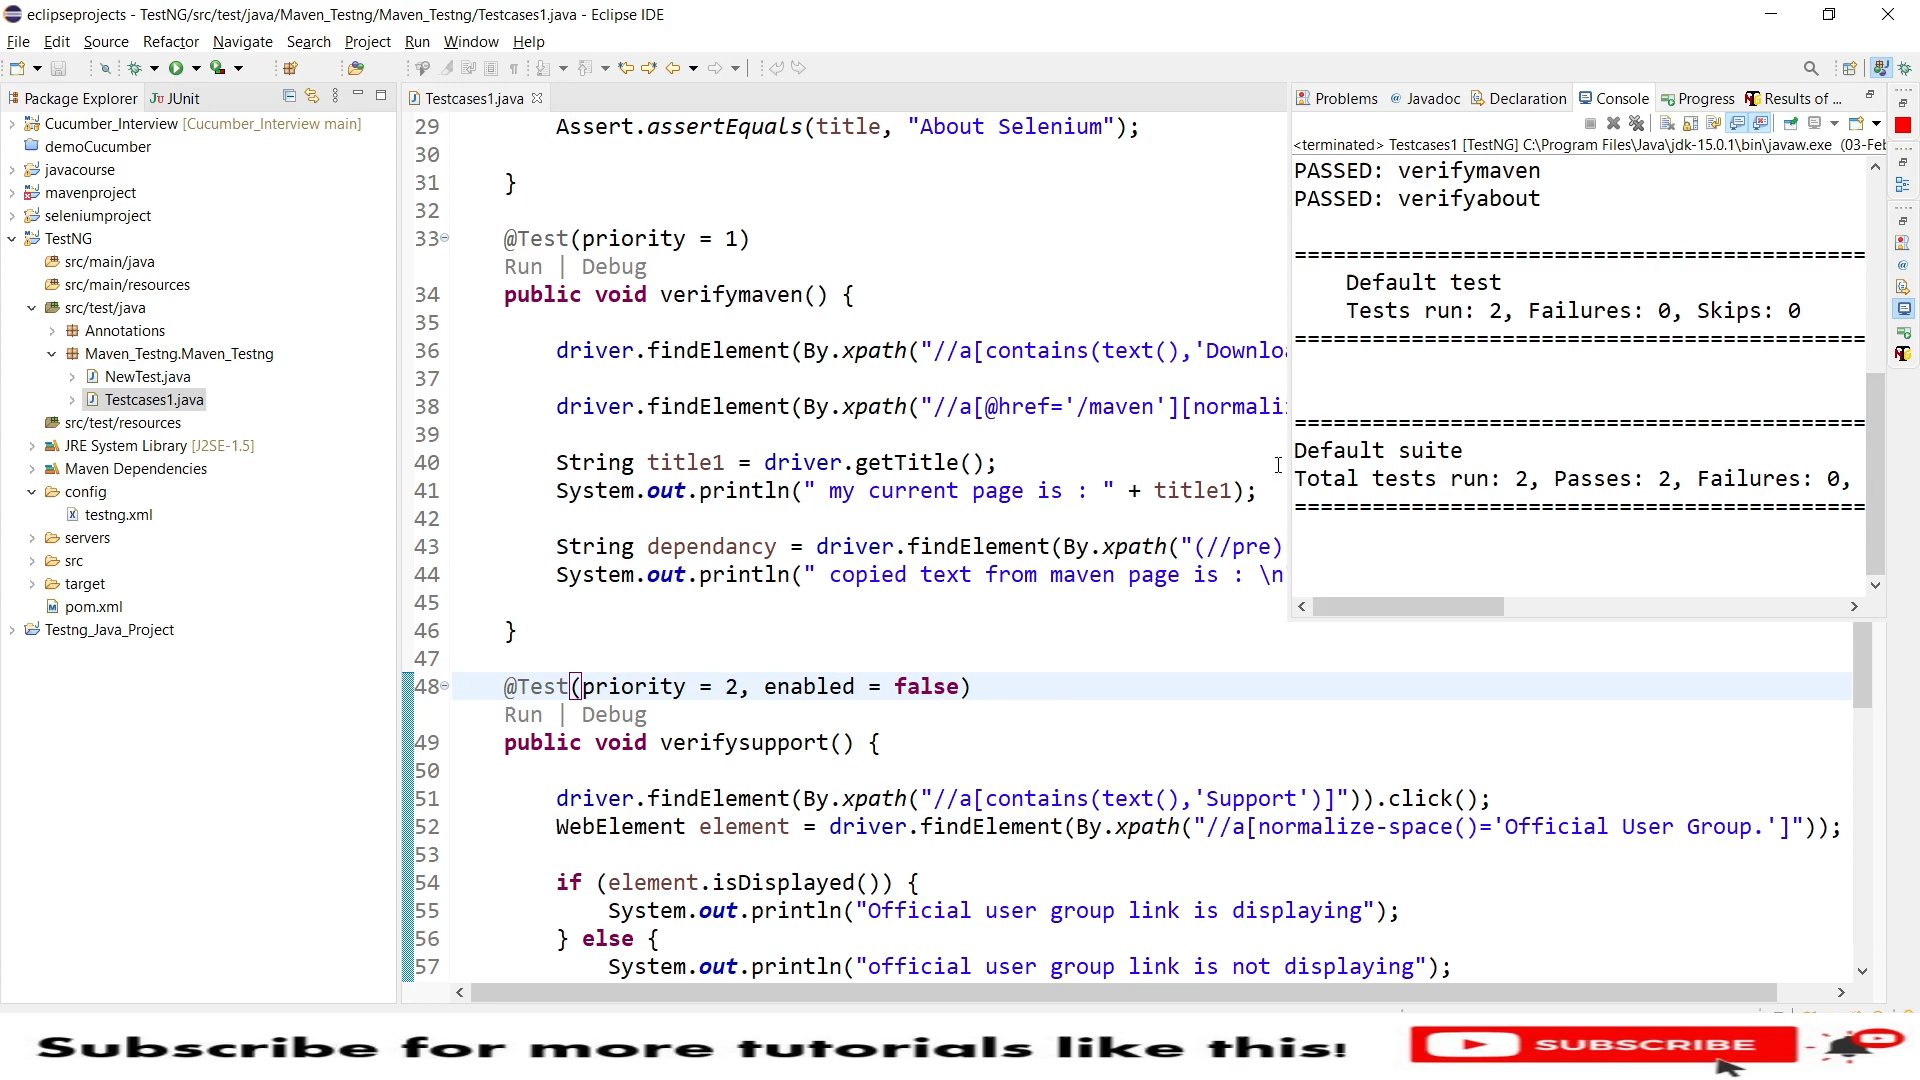 eclipseprojects - TestNG/src/test/java/Maven_Testng/Maven_Testng/Testcases1.java - Eclipse IDE
File Edit Source Refactor Navigate Search Project Run Window Help
Package Explorer JUnit
Cucumber_Interview [Cucumber_Interview main]
demoCucumber
javacourse
mavenproject
seleniumproject
TestNG
src/main/java
src/main/resources
src/test/java
Annotations
Maven_Testng.Maven_Testng
NewTest.java
Testcases1.java
src/test/resources
JRE System Library [J2SE-1.5]
Maven Dependencies
config
testng.xml
servers
src
target
pom.xml
Testng_Java_Project
Testcases1.java
29 Assert.assertEquals(title, "About Selenium");
30
31 }
32
33 @Test(priority = 1)
Run | Debug
34 public void verifymaven() {
35
36 driver.findElement(By.xpath("//a[contains(text(),'Downlo
37
38 driver.findElement(By.xpath("//a[@href='/maven'][normali
39
40 String title1 = driver.getTitle();
41 System.out.println(" my current page is : " + title1);
42
43 String dependancy = driver.findElement(By.xpath("(//pre)
44 System.out.println(" copied text from maven page is : \n
45
46 }
47
48 @Test(priority = 2, enabled = false)
Run | Debug
49 public void verifysupport() {
50
51 driver.findElement(By.xpath("//a[contains(text(),'Support')]")).click();
52 WebElement element = driver.findElement(By.xpath("//a[normalize-space()='Official User Group.']"));
53
54 if (element.isDisplayed()) {
55 System.out.println("Official user group link is displaying");
56 } else {
57 System.out.println("official user group link is not displaying");
Problems Javadoc Declaration Console Progress Results of ...
<terminated> Testcases1 [TestNG] C:\Program Files\Java\jdk-15.0.1\bin\javaw.exe (03-Feb
PASSED: verifymaven
PASSED: verifyabout
============================================
Default test
Tests run: 2, Failures: 0, Skips: 0
============================================
============================================
Default suite
Total tests run: 2, Passes: 2, Failures: 0,
============================================
Subscribe for more tutorials like this!
SUBSCRIBE